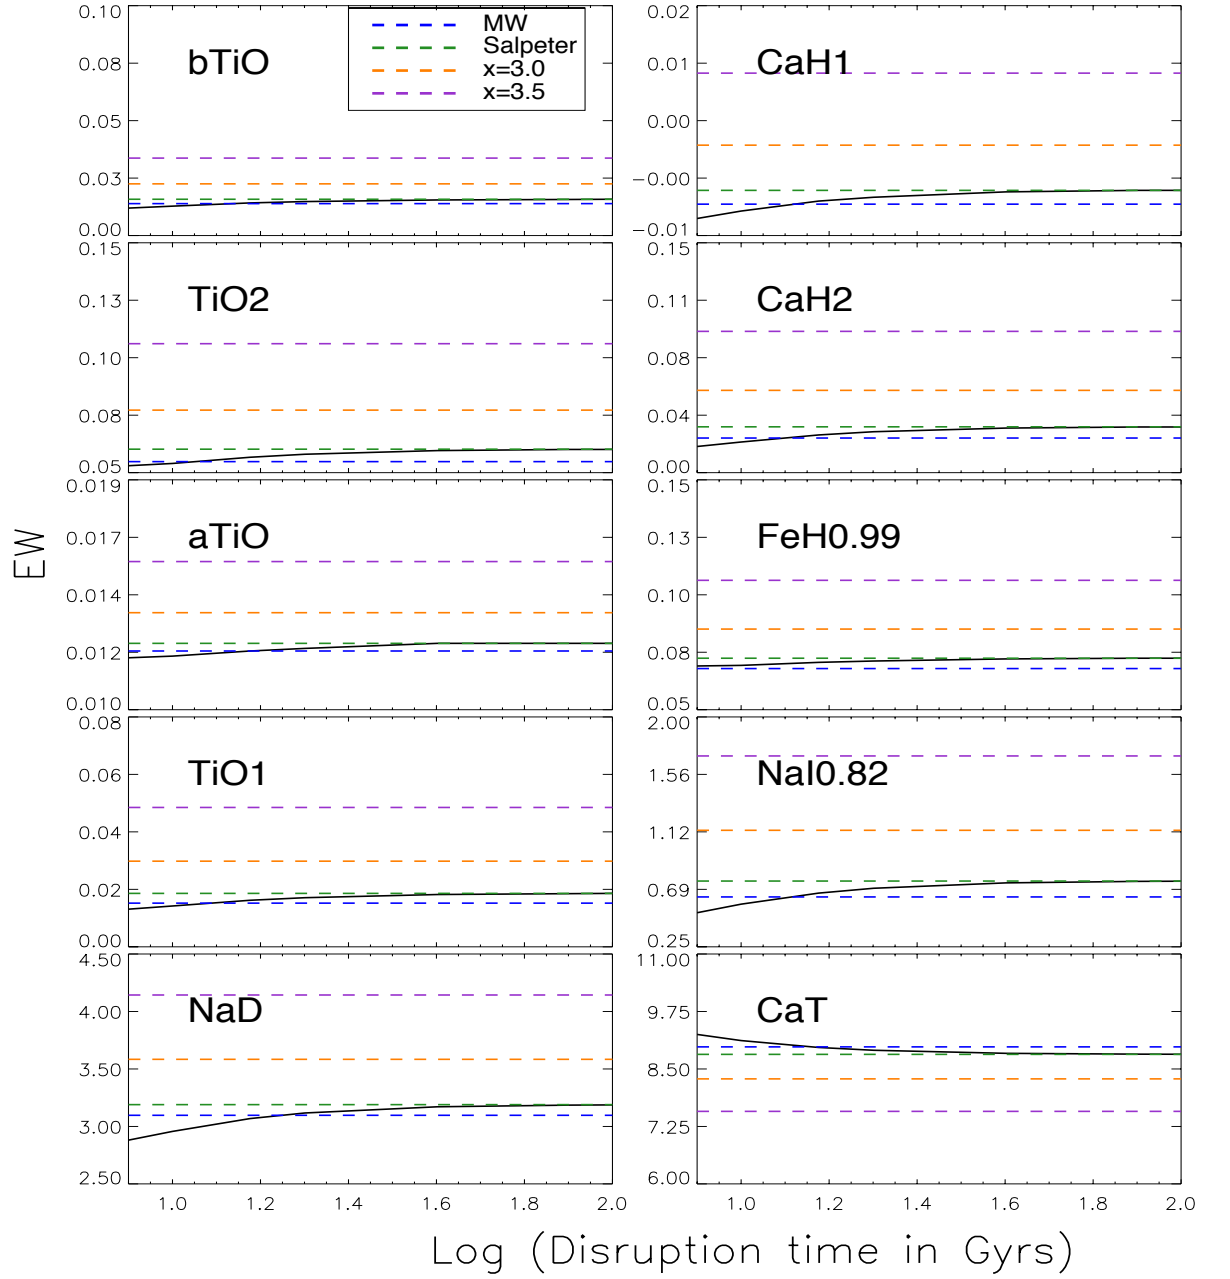 0.10
0.08
0.05
0.03
0.00
bTiO
MW
Salpeter
x=3.0
x=3.5
0.02
0.01
0.00
−0.00
−0.01
CaH1
0.15
0.13
0.10
0.08
0.05
TiO2
0.15
0.11
0.08
0.04
0.00
CaH2
EW
0.019
0.017
0.014
0.012
0.010
aTiO
0.15
0.13
0.10
0.08
0.05
FeH0.99
0.08
0.06
0.04
0.02
0.00
TiO1
2.00
1.56
1.12
0.69
0.25
NaI0.82
4.50
4.00
3.50
3.00
2.50
NaD
1.0 1.2 1.4 1.6 1.8 2.0
11.00
9.75
8.50
7.25
6.00
CaT
1.0 1.2 1.4 1.6 1.8 2.0
Log (Disruption time in Gyrs)